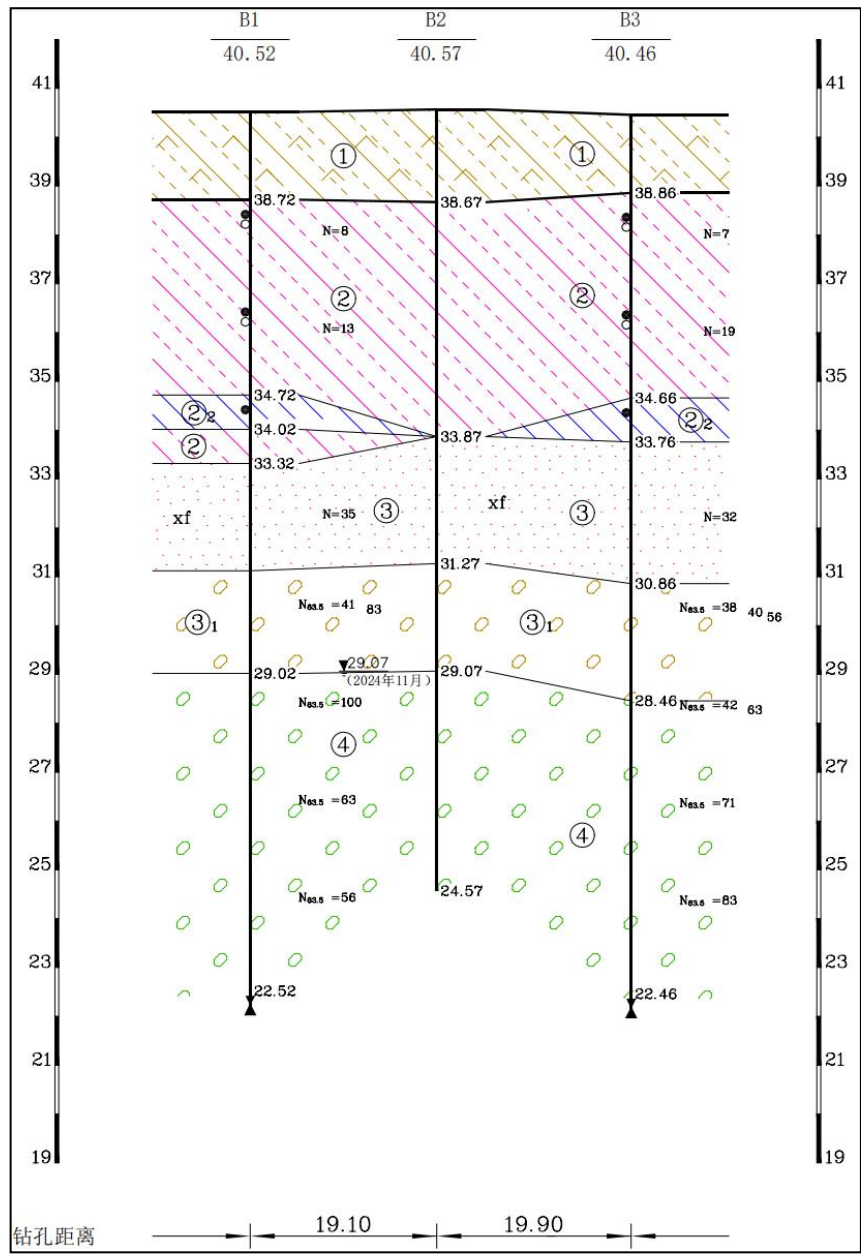 B1 B2 B3
40.52 40.57 40.46
41 41
① ①
39 39
38.72 38.67 38.86
N=8 N=7
37 37
② ②
N=13 N=19
35 35
34.72 34.66
②2 ②2
34.02 33.87 33.76
②
33.32
33 33
xf N=35 ③ xf ③ N=32
31.27
31 31
30.86
N63.5 =41 83 N63.5 =38 40 56
③1 ③1
29.07
29 29.02 29.07 29
(2024年11月)
28.46
N63.5 =100 N63.5 =42 63
④
27 27
N63.5 =63 N63.5 =71
④
25 25
24.57
N63.5 =56 N63.5 =83
23 23
22.52 22.46
21 21
19 19
钻孔距离 19.10 19.90